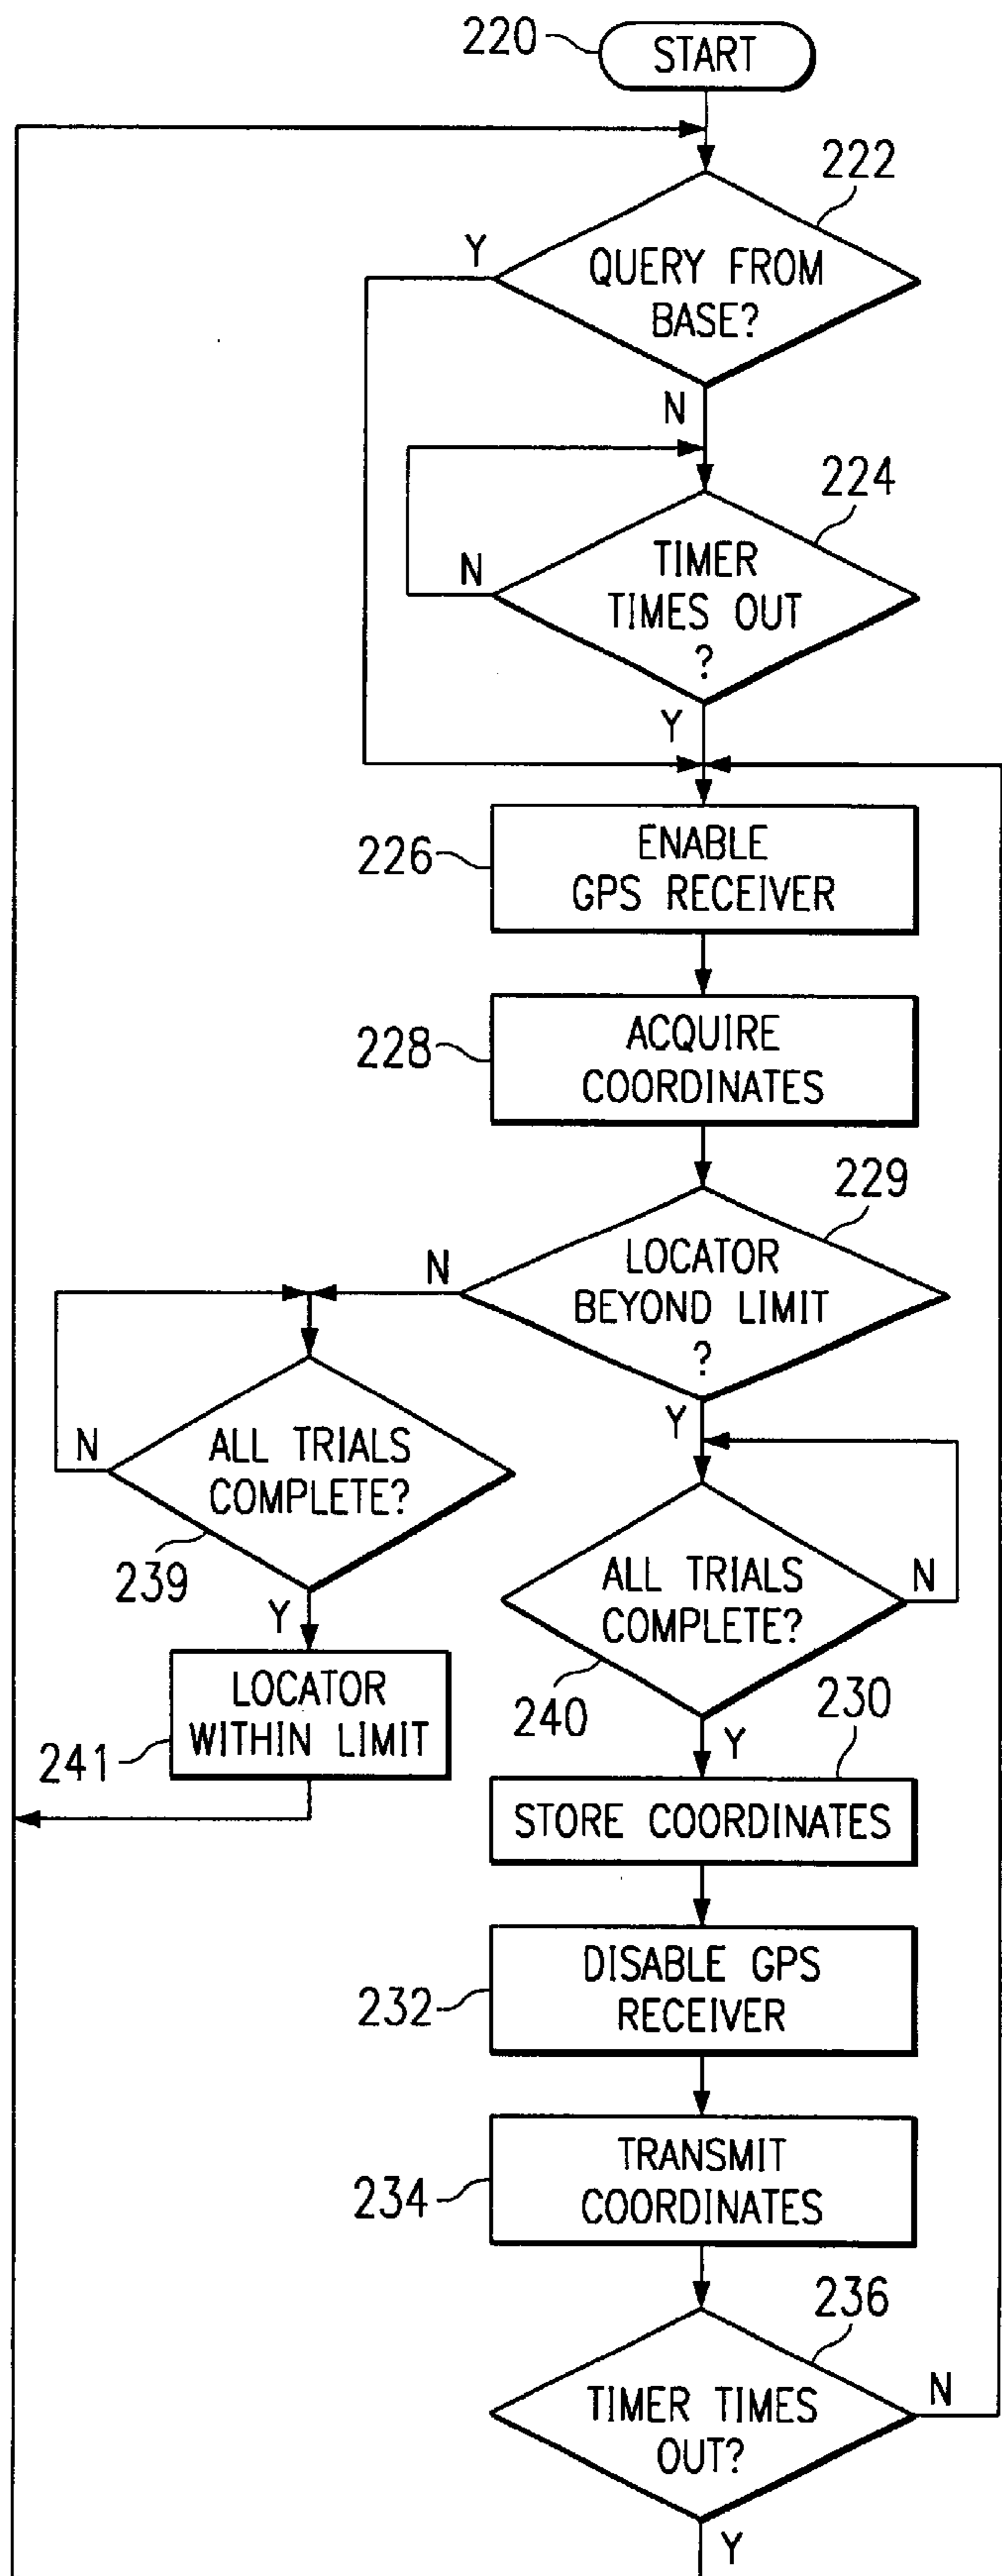 220
START
222
Y
QUERY FROM
BASE?
N
224
N
TIMER
TIMES OUT
?
Y
226
ENABLE
GPS RECEIVER
228
ACQUIRE
COORDINATES
229
N
LOCATOR
BEYOND LIMIT
?
Y
N
ALL TRIALS
COMPLETE?
239
Y
ALL TRIALS
COMPLETE?
N
240
Y
LOCATOR
WITHIN LIMIT
241
230
STORE COORDINATES
232
DISABLE GPS
RECEIVER
234
TRANSMIT
COORDINATES
236
TIMER TIMES
OUT?
N
Y